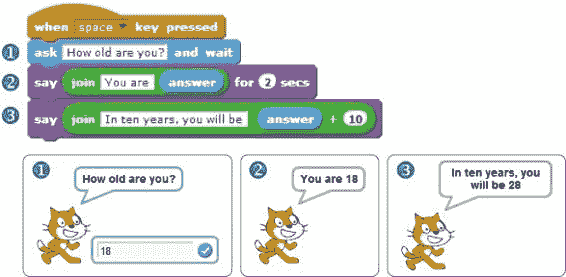 when space key pressed
1 ask How old are you? and wait
2 say join You are answer for 2 secs
3 say join In ten years, you will be answer + 10
1
How old are you?
18
2
You are 18
3
In ten years, you
will be 28